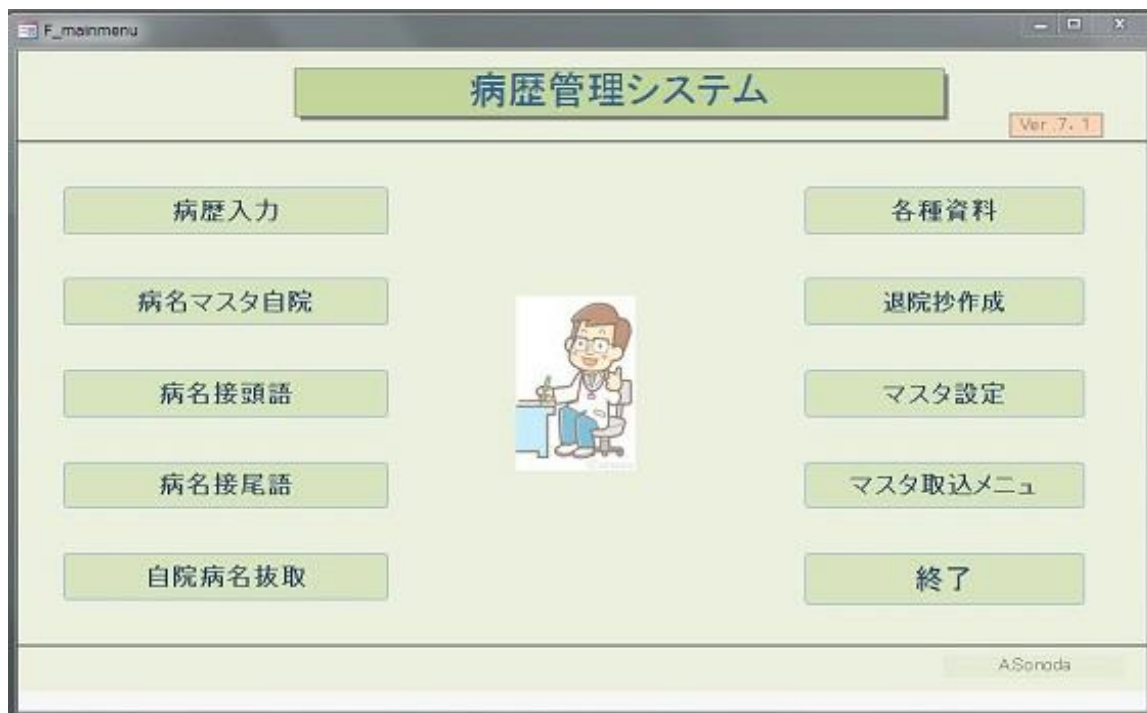 F_mainmenu
病歴管理システム
Ver.7.1
病歴入力
病名マスタ自院
病名接頭語
病名接尾語
自院病名抜取
各種資料
退院抄作成
マスタ設定
マスタ取込メニュ
終了
A.Sonoda